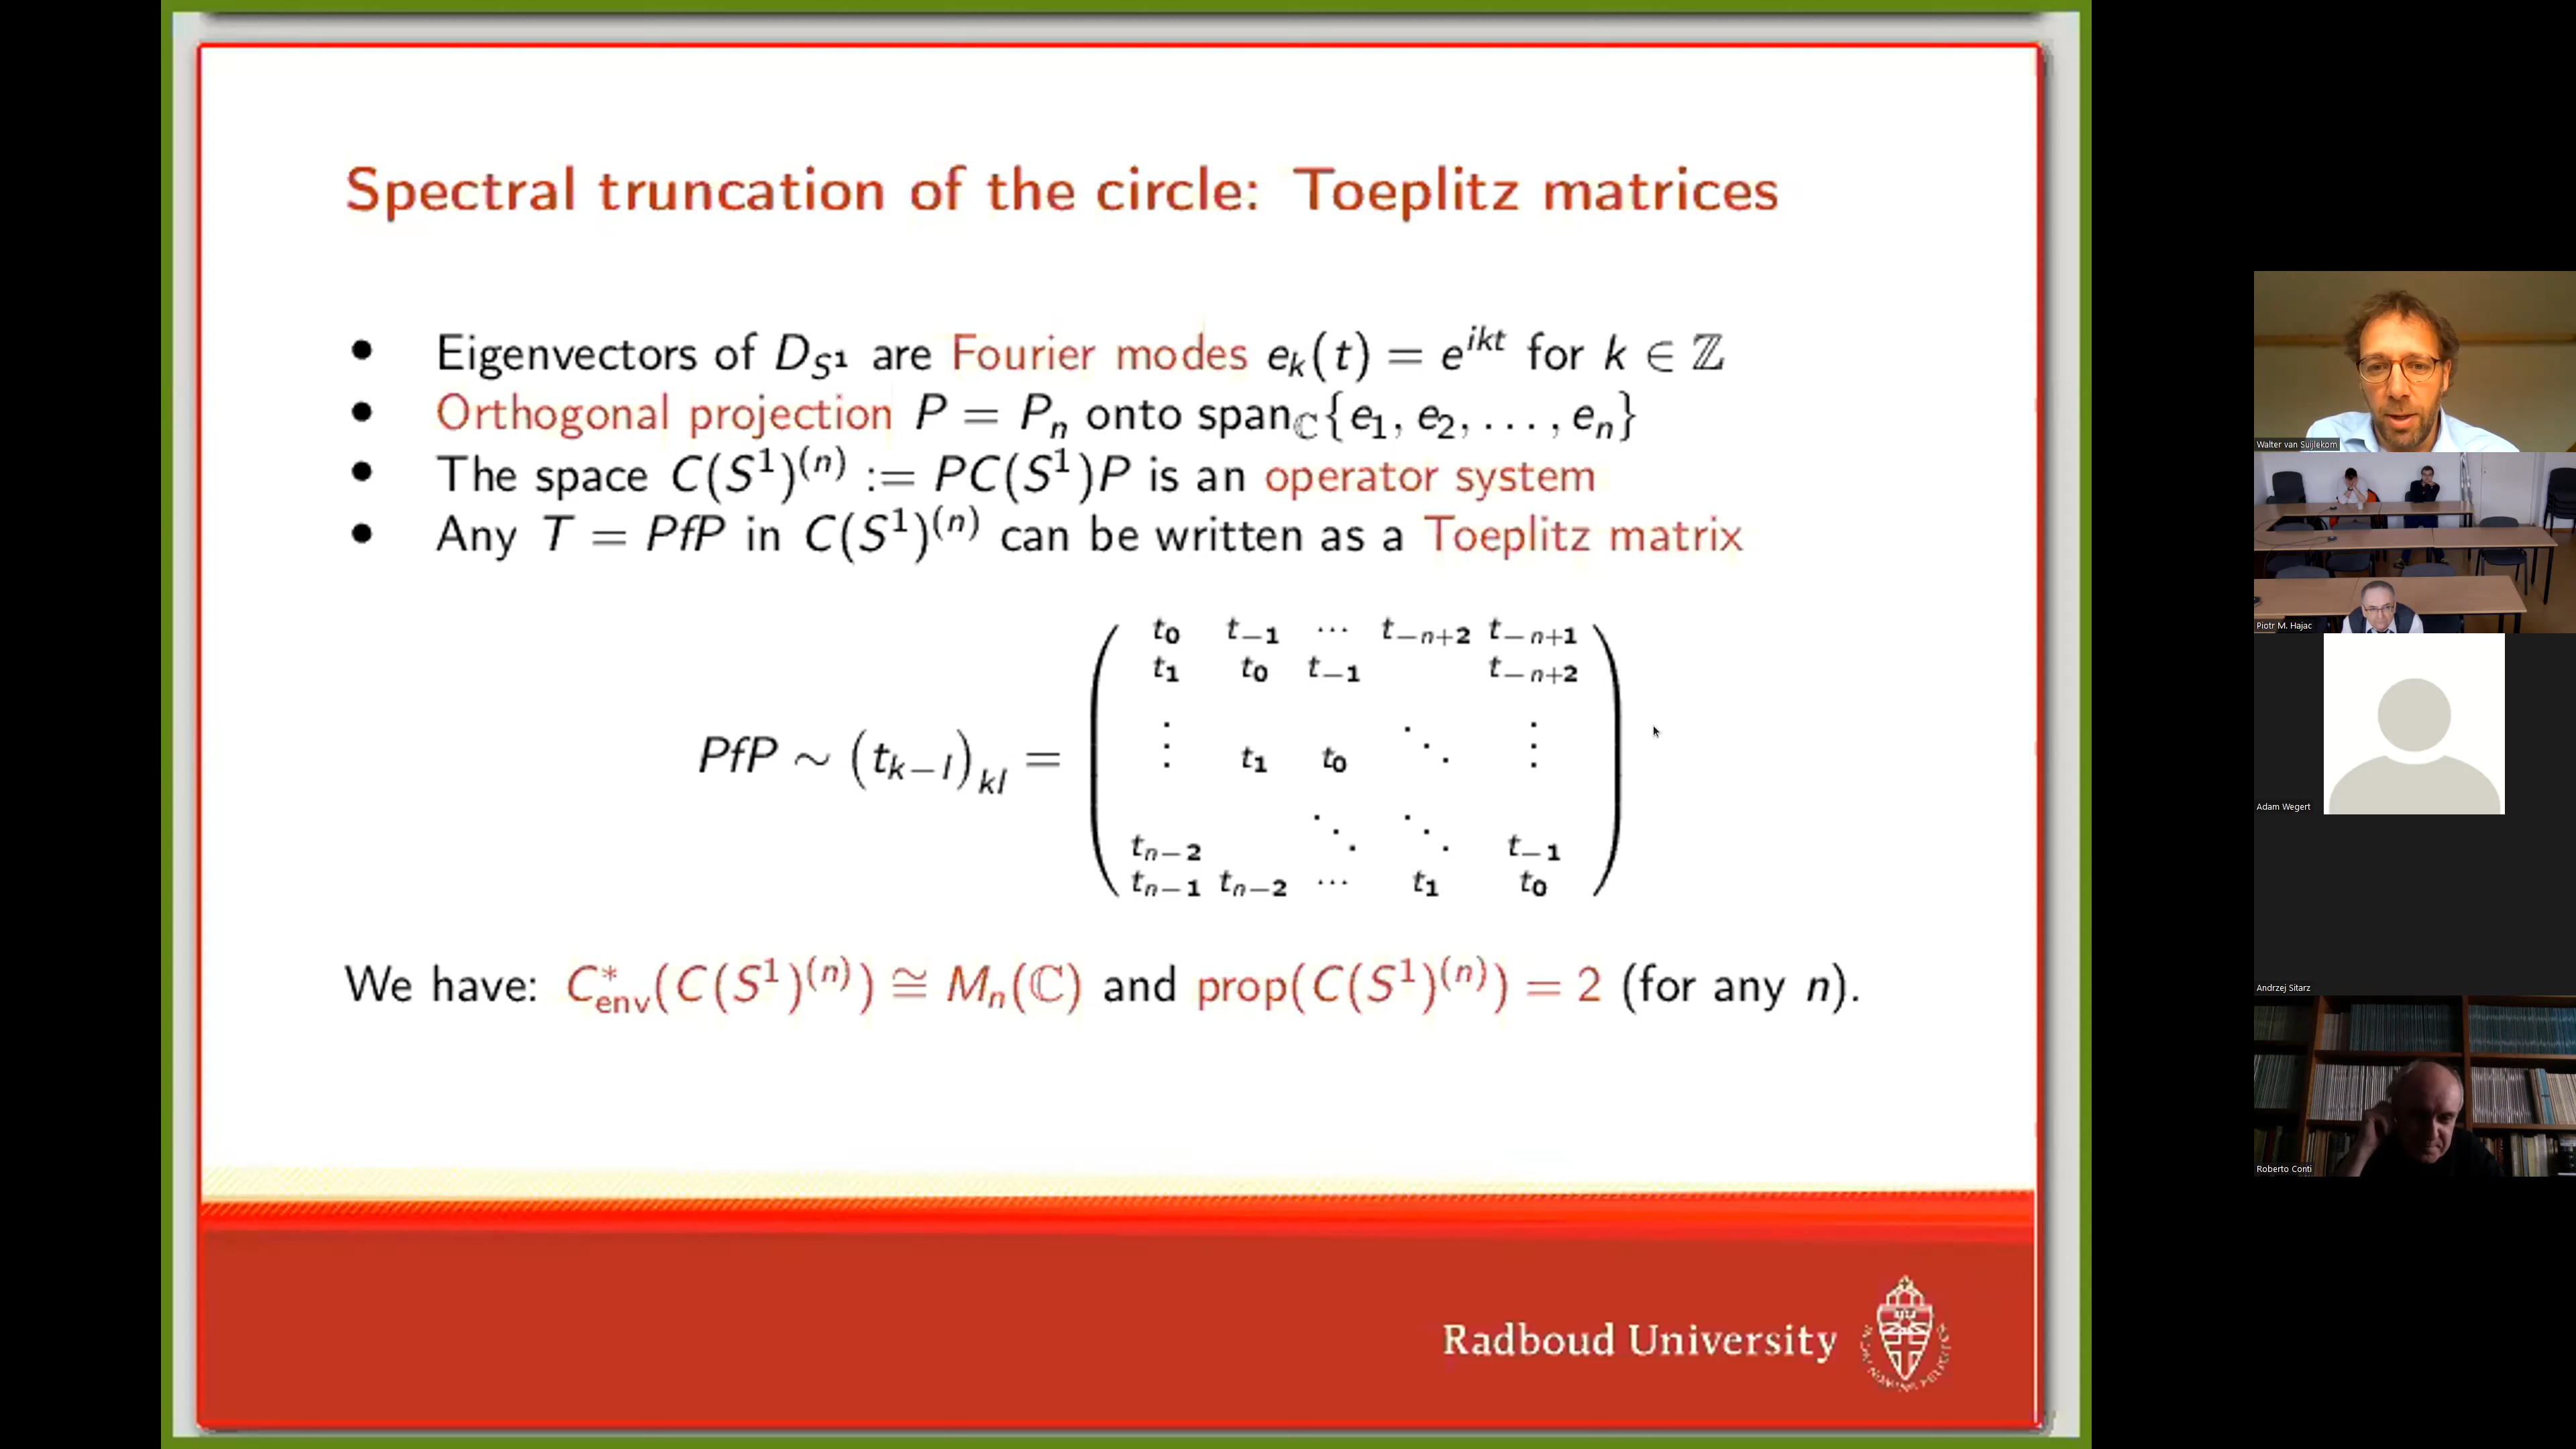 Spectral truncation of the circle: Toeplitz matrices
• Eigenvectors of D_{S^1} are Fourier modes e_k(t) = e^{ikt} for k ∈ ℤ
• Orthogonal projection P = P_n onto span_ℂ{e_1, e_2, . . . , e_n}
• The space C(S^1)^{(n)} := PC(S^1)P is an operator system
• Any T = PfP in C(S^1)^{(n)} can be written as a Toeplitz matrix
t_0 t_{−1} ⋯ t_{−n+2} t_{−n+1}
t_1 t_0 t_{−1} t_{−n+2}
PfP ∼ (t_{k−l})_{kl} = ⋮ t_1 t_0 ⋱ ⋮
t_{n−2} ⋱ ⋱ t_{−1}
t_{n−1} t_{n−2} ⋯ t_1 t_0
We have: C*_{env}(C(S^1)^{(n)}) ≅ M_n(ℂ) and prop(C(S^1)^{(n)}) = 2 (for any n).
Radboud University
Walter van Suijlekom
Piotr M. Hajac
Adam Wegert
Andrzej Sitarz
Roberto Conti